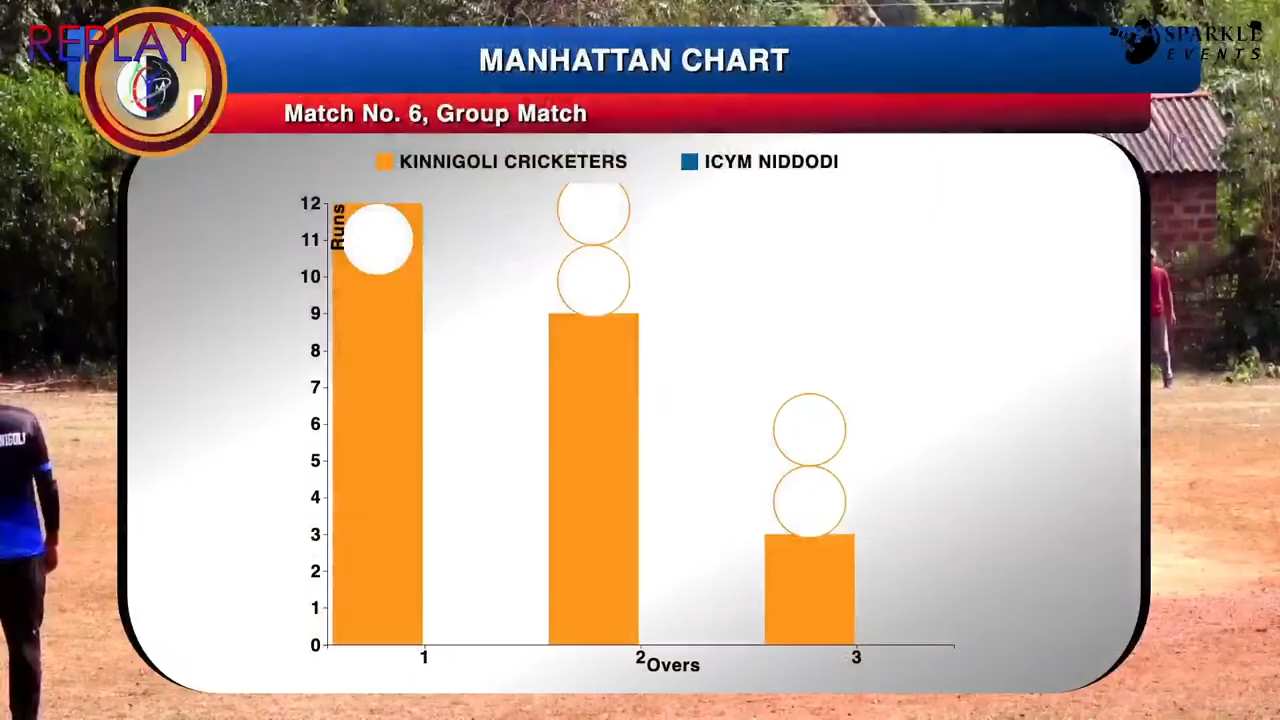 REPLAY
SPARKLE
EVENTS
MANHATTAN CHART
Match No. 6, Group Match
KINNIGOLI CRICKETERS
ICYM NIDDODI
Runs
12
11
10
9
8
7
6
5
4
3
2
1
0
1
2
3
Overs